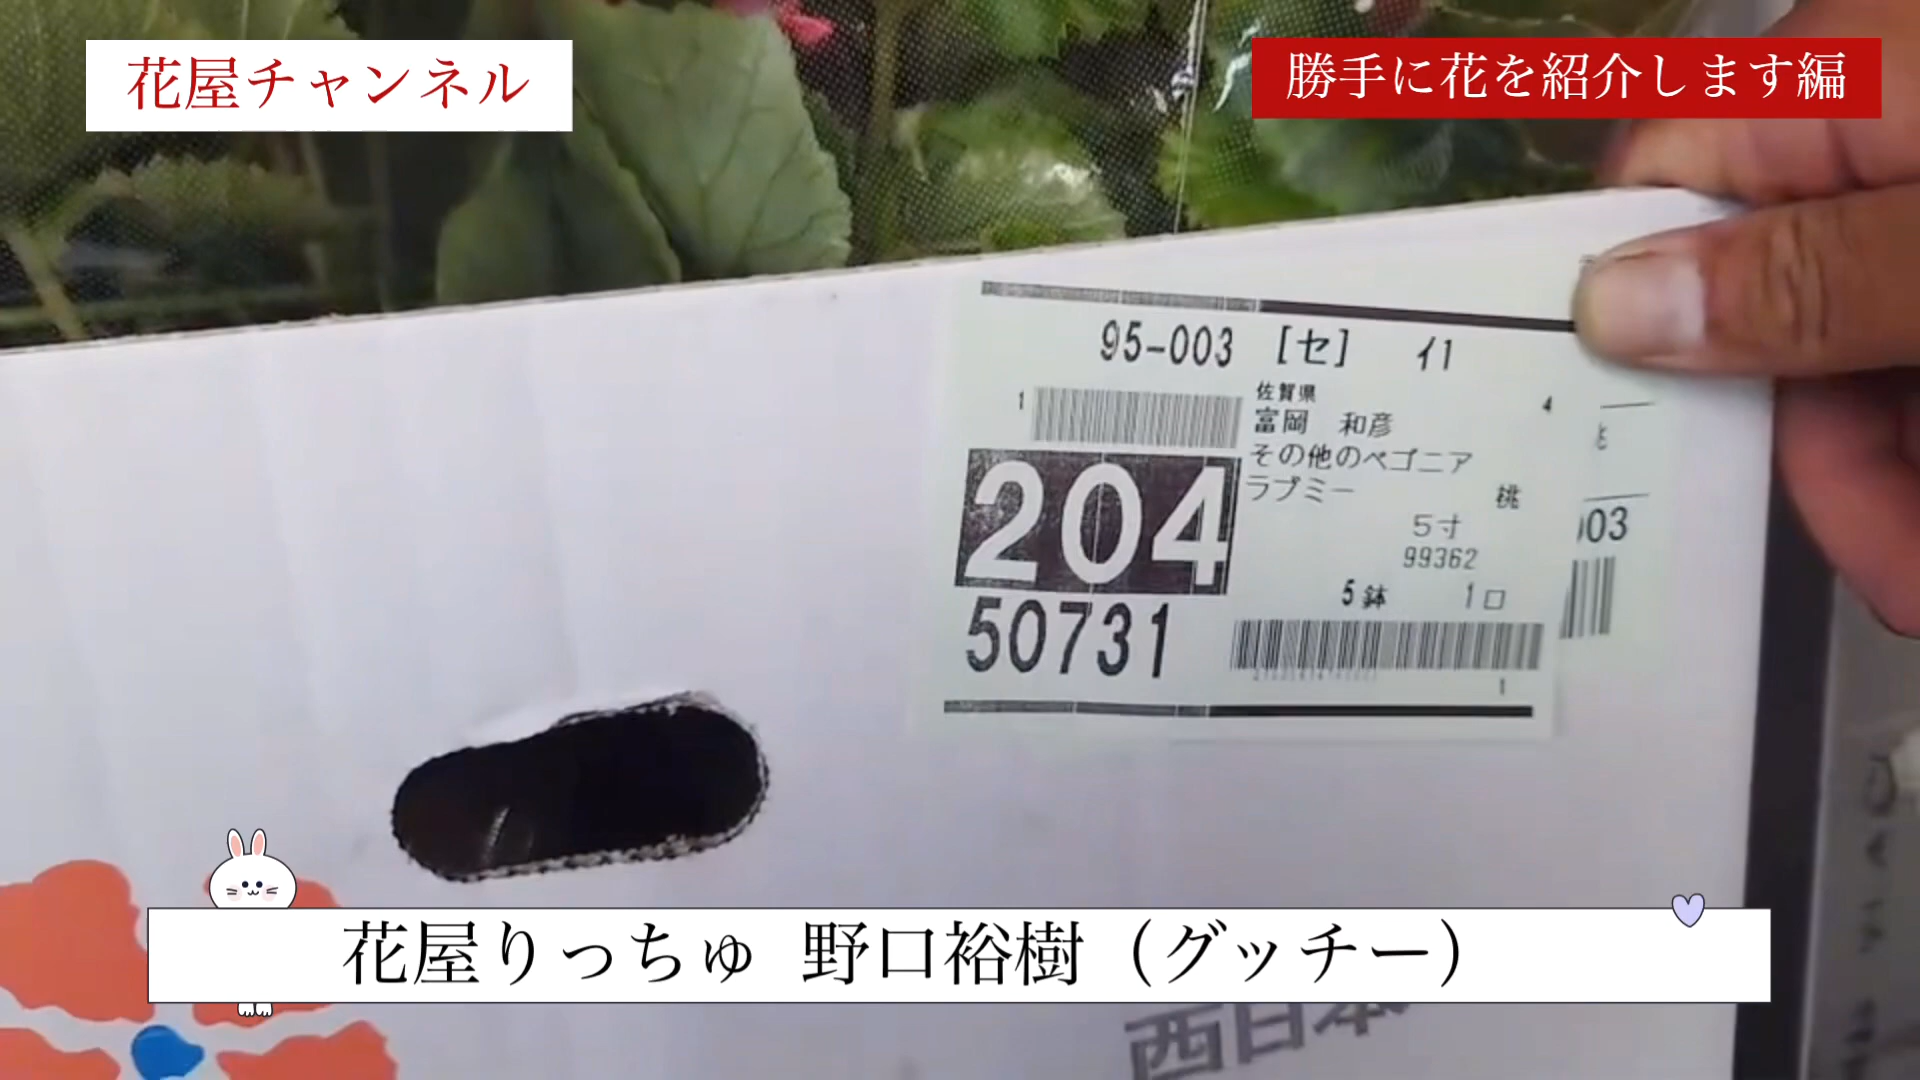 花屋チャンネル
勝手に花を紹介します編
95-003 [セ] イ1
佐賀県
1
4
富岡 和彦
その他のベゴニア
ラブミー 桃
204
5寸
99362
5鉢 1口
50731
1
003
花屋りっちゅ 野口裕樹（グッチー）
西日本